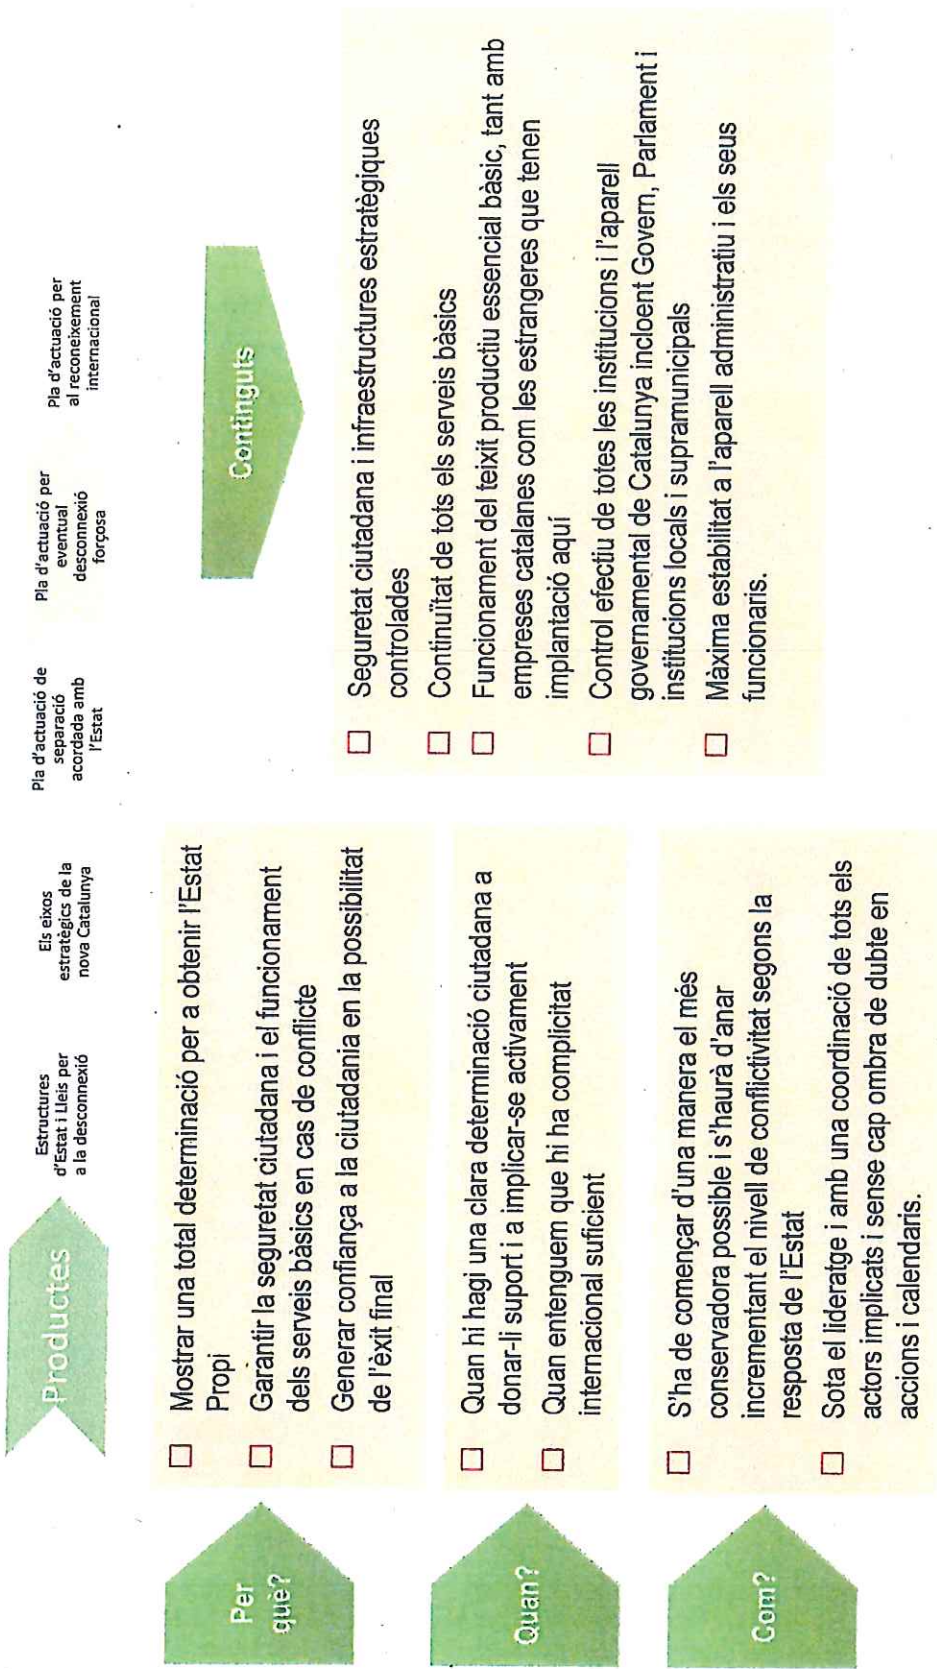 Productes
Estructures
d'Estat i Lleis per
a la desconnexió
Els eixos
estratègics de la
nova Catalunya
Pla d'actuació de
separació
acordada amb
l'Estat
Pla d'actuació per
eventual
desconnexió
forçosa
Pla d'actuació per
al reconeixement
internacional
Per
què?
Mostrar una total determinació per a obtenir l'Estat
Propi
Garantir la seguretat ciutadana i el funcionament
dels serveis bàsics en cas de conflicte
Generar confiança a la ciutadania en la possibilitat
de l'èxit final
Quan?
Quan hi hagi una clara determinació ciutadana a
donar-li suport i a implicar-se activament
Quan entenguem que hi ha complicitat
internacional suficient
Com?
S'ha de començar d'una manera el més
conservadora possible i s'haurà d'anar
incrementant el nivell de conflictivitat segons la
resposta de l'Estat
Sota el lideratge i amb una coordinació de tots els
actors implicats i sense cap ombra de dubte en
accions i calendaris.
Continguts
Seguretat ciutadana i infraestructures estratègiques
controlades
Continuïtat de tots els serveis bàsics
Funcionament del teixit productiu essencial bàsic, tant amb
empreses catalanes com les estrangeres que tenen
implantació aquí
Control efectiu de totes les institucions i l'aparell
governamental de Catalunya incloent Govern, Parlament i
institucions locals i supramunicipals
Màxima estabilitat a l'aparell administratiu i els seus
funcionaris.